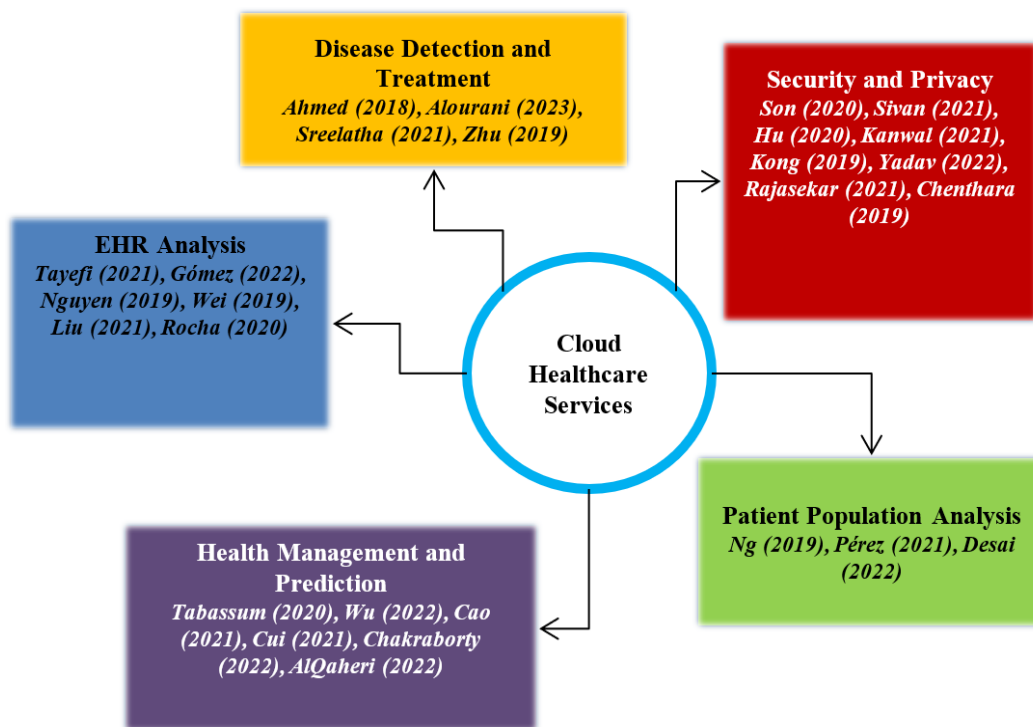 Disease Detection and
Treatment
Ahmed (2018), Alourani (2023),
Sreelatha (2021), Zhu (2019)
Security and Privacy
Son (2020), Sivan (2021),
Hu (2020), Kanwal (2021),
Kong (2019), Yadav (2022),
Rajasekar (2021), Chenthara
(2019)
EHR Analysis
Tayefi (2021), Gómez (2022),
Nguyen (2019), Wei (2019),
Liu (2021), Rocha (2020)
Cloud
Healthcare
Services
Patient Population Analysis
Ng (2019), Pérez (2021), Desai
(2022)
Health Management and
Prediction
Tabassum (2020), Wu (2022), Cao
(2021), Cui (2021), Chakraborty
(2022), AlQaheri (2022)